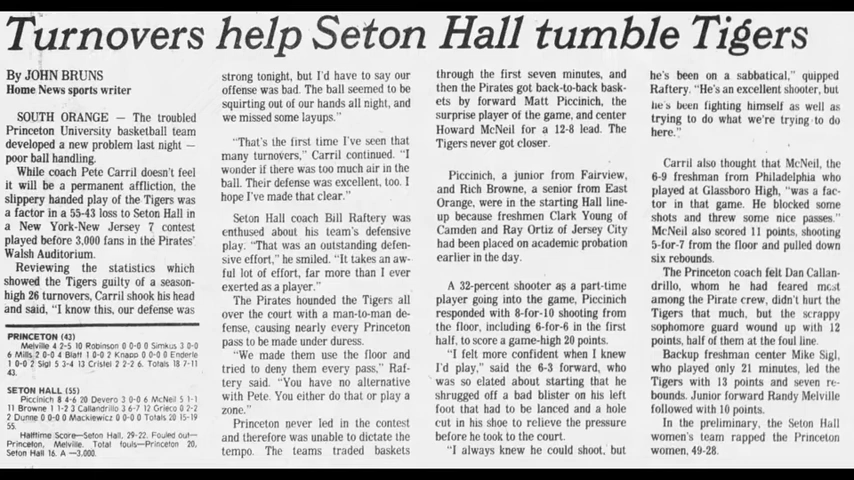 Turnovers help Seton Hall tumble Tigers
By JOHN BRUNS
Home News sports writer
SOUTH ORANGE — The troubled
Princeton University basketball team
developed a new problem last night —
poor ball handling.
While coach Pete Carril doesn't feel
it will be a permanent affliction, the
slippery handed play of the Tigers was
a factor in a 55-43 loss to Seton Hall in
a New York-New Jersey 7 contest
played before 3,000 fans in the Pirates'
Walsh Auditorium.
Reviewing the statistics which
showed the Tigers guilty of a season-
high 26 turnovers, Carril shook his head
and said, "I know this, our defense was
PRINCETON (43)
Melville 4 2-5 10 Robinson 0 0-0 0 Simkus 3 0-0
6 Mills 2 0-0 4 Blatt 1 0-0 2 Knapp 0 0-0 0 Enderle
1 0-0 2 Sigl 5 3-4 13 Cristel 2 2-2 6. Totals 18 7-11
43.
SETON HALL (55)
Piccinich 8 4-6 20 Devero 3 0-0 6 McNeil 5 1-1
11 Browne 1 1-2 3 Callandrillo 3 6-7 12 Grieco 0 2-2
2 Dunne 0 0-0 0 Mackiewicz 0 0-0 0 Totals 20 15-19
55.
Halftime Score—Seton Hall, 29-22. Fouled out—
Princeton, Melville. Total fouls—Princeton 20,
Seton Hall 16. A —3,000.
strong tonight, but I'd have to say our
offense was bad. The ball seemed to be
squirting out of our hands all night, and
we missed some layups."
"That's the first time I've seen that
many turnovers," Carril continued. "I
wonder if there was too much air in the
ball. Their defense was excellent, too. I
hope I've made that clear."
Seton Hall coach Bill Raftery was
enthused about his team's defensive
play. "That was an outstanding defen-
sive effort," he smiled. "It takes an aw-
ful lot of effort, far more than I ever
exerted as a player."
The Pirates hounded the Tigers all
over the court with a man-to-man de-
fense, causing nearly every Princeton
pass to be made under duress.
"We made them use the floor and
tried to deny them every pass," Raf-
tery said. "You have no alternative
with Pete. You either do that or play a
zone."
Princeton never led in the contest
and therefore was unable to dictate the
tempo. The teams traded baskets
through the first seven minutes, and
then the Pirates got back-to-back bask-
ets by forward Matt Piccinich, the
surprise player of the game, and center
Howard McNeil for a 12-8 lead. The
Tigers never got closer.
Piccinich, a junior from Fairview,
and Rich Browne, a senior from East
Orange, were in the starting Hall line-
up because freshmen Clark Young of
Camden and Ray Ortiz of Jersey City
had been placed on academic probation
earlier in the day.
A 32-percent shooter as a part-time
player going into the game, Piccinich
responded with 8-for-10 shooting from
the floor, including 6-for-6 in the first
half, to score a game-high 20 points.
"I felt more confident when I knew
I'd play," said the 6-3 forward, who
was so elated about starting that he
shrugged off a bad blister on his left
foot that had to be lanced and a hole
cut in his shoe to relieve the pressure
before he took to the court.
"I always knew he could shoot, but
he's been on a sabbatical," quipped
Raftery. "He's an excellent shooter, but
he's been fighting himself as well as
trying to do what we're trying to do
here."
Carril also thought that McNeil, the
6-9 freshman from Philadelphia who
played at Glassboro High, "was a fac-
tor in that game. He blocked some
shots and threw some nice passes."
McNeil also scored 11 points, shooting
5-for-7 from the floor and pulled down
six rebounds.
The Princeton coach felt Dan Callan-
drillo, whom he had feared most
among the Pirate crew, didn't hurt the
Tigers that much, but the scrappy
sophomore guard wound up with 12
points, half of them at the foul line.
Backup freshman center Mike Sigl,
who played only 21 minutes, led the
Tigers with 13 points and seven re-
bounds. Junior forward Randy Melville
followed with 10 points.
In the preliminary, the Seton Hall
women's team rapped the Princeton
women, 49-28.